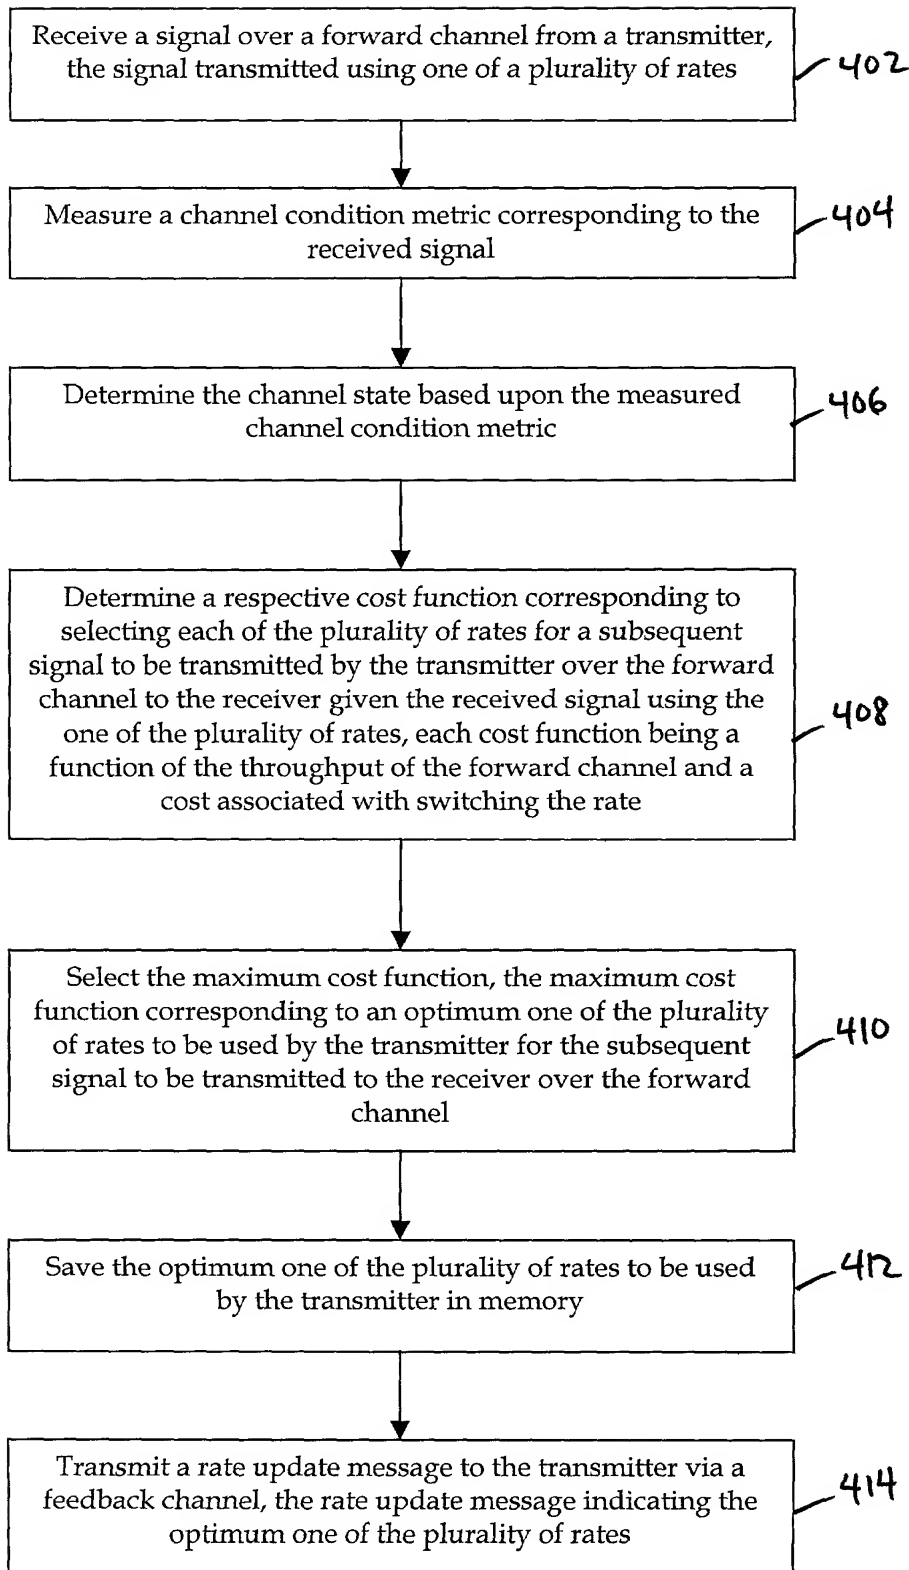 Receive a signal over a forward channel from a transmitter,
the signal transmitted using one of a plurality of rates
402
Measure a channel condition metric corresponding to the
received signal
404
Determine the channel state based upon the measured
channel condition metric
406
Determine a respective cost function corresponding to
selecting each of the plurality of rates for a subsequent
signal to be transmitted by the transmitter over the forward
channel to the receiver given the received signal using the
one of the plurality of rates, each cost function being a
function of the throughput of the forward channel and a
cost associated with switching the rate
408
Select the maximum cost function, the maximum cost
function corresponding to an optimum one of the plurality
of rates to be used by the transmitter for the subsequent
signal to be transmitted to the receiver over the forward
channel
410
Save the optimum one of the plurality of rates to be used
by the transmitter in memory
412
Transmit a rate update message to the transmitter via a
feedback channel, the rate update message indicating the
optimum one of the plurality of rates
414